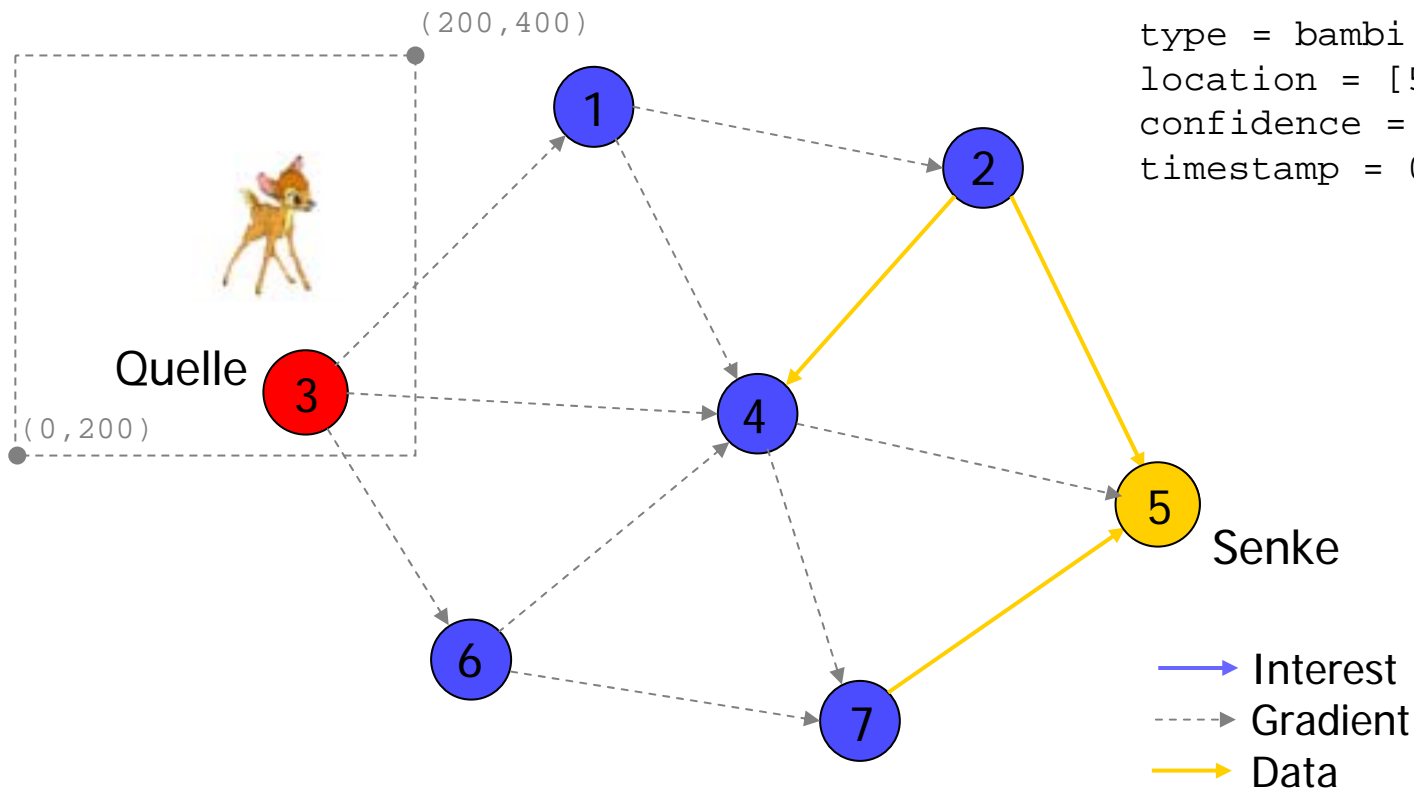 (200,400)
type = bambi
location = [5
confidence =
timestamp = (
1
2
Quelle
3
4
(0,200)
5
Senke
6
7
Interest
Gradient
Data